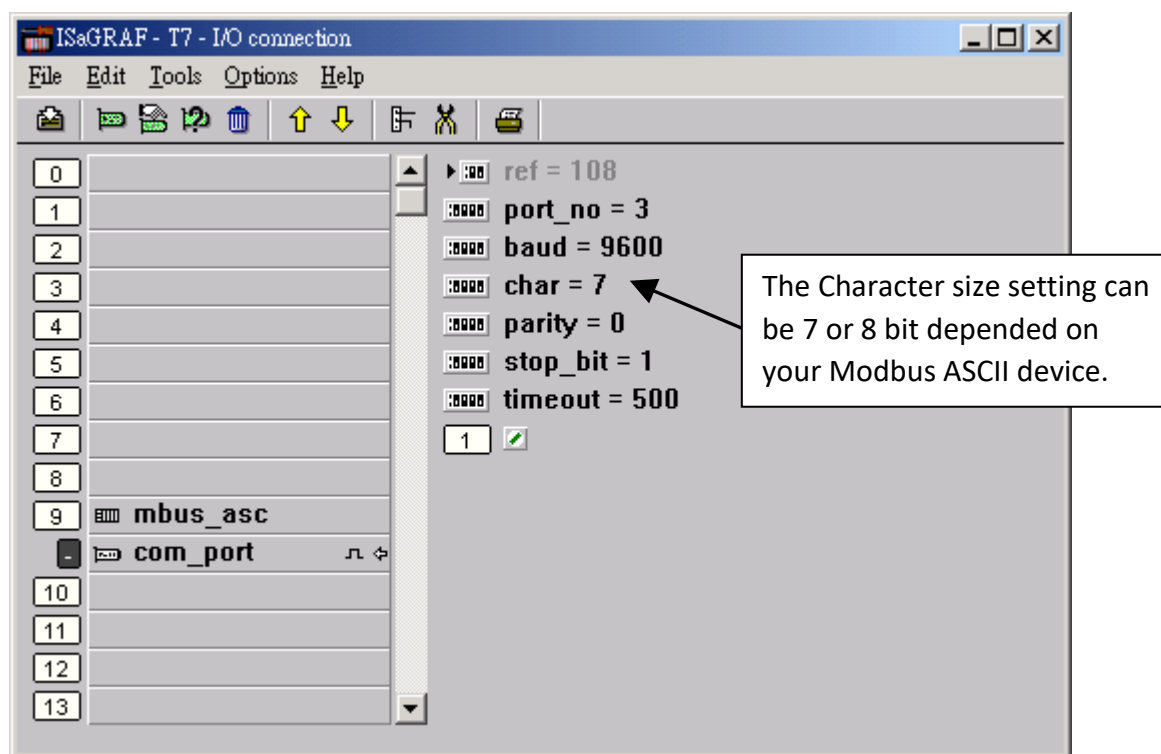 ISaGRAF - T7 - I/O connection
File Edit Tools Options Help
0
1
2
3
4
5
6
7
8
9 mbus_asc
- com_port
10
11
12
13
ref = 108
port_no = 3
baud = 9600
char = 7
parity = 0
stop_bit = 1
timeout = 500
1
The Character size setting can
be 7 or 8 bit depended on
your Modbus ASCII device.